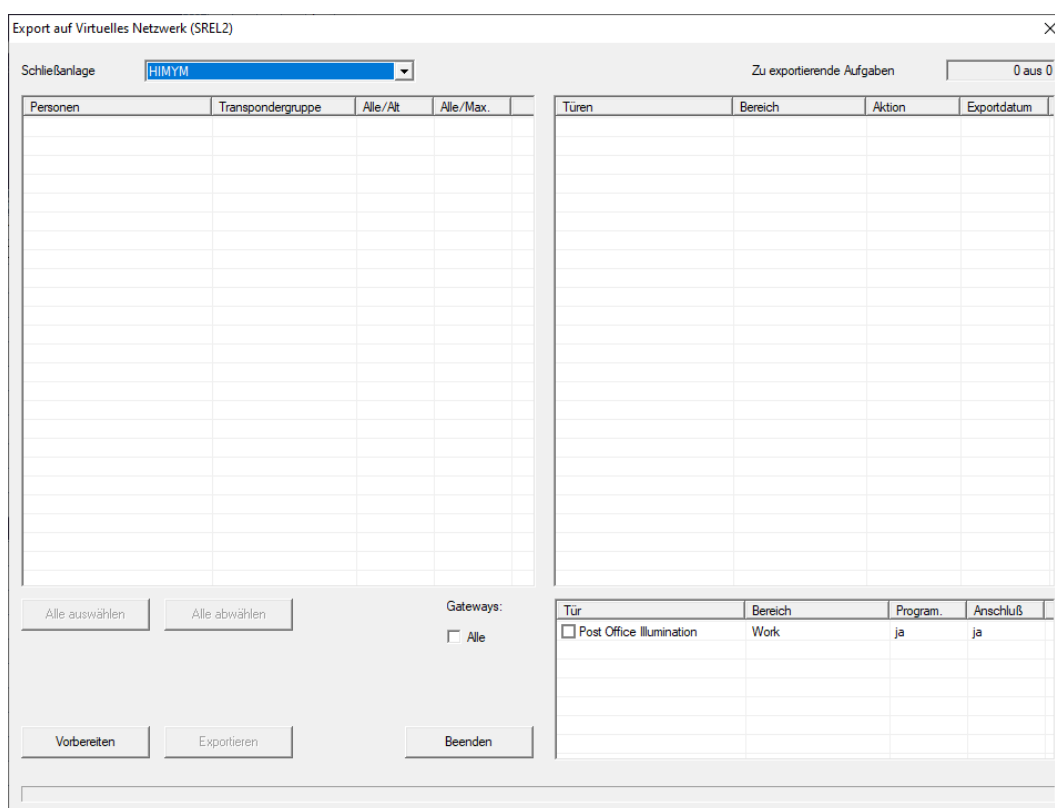 Export auf Virtuelles Netzwerk (SREL2)
Schließanlage HIMYM Zu exportierende Aufgaben 0 aus 0
Personen Transpondergruppe Alle/Alt Alle/Max. Türen Bereich Aktion Exportdatum
Alle auswählen Alle abwählen Gateways: Tür Bereich Program. Anschluß
Alle Post Office Illumination Work ja ja
Vorbereiten Exportieren Beenden